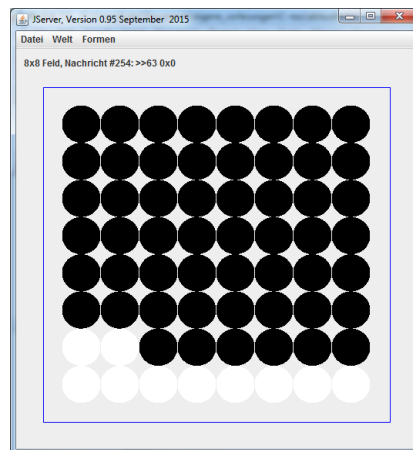 JServer, Version 0.95 September 2015
Datei Welt Formen
8x8 Feld, Nachricht #254: >>63 0x0